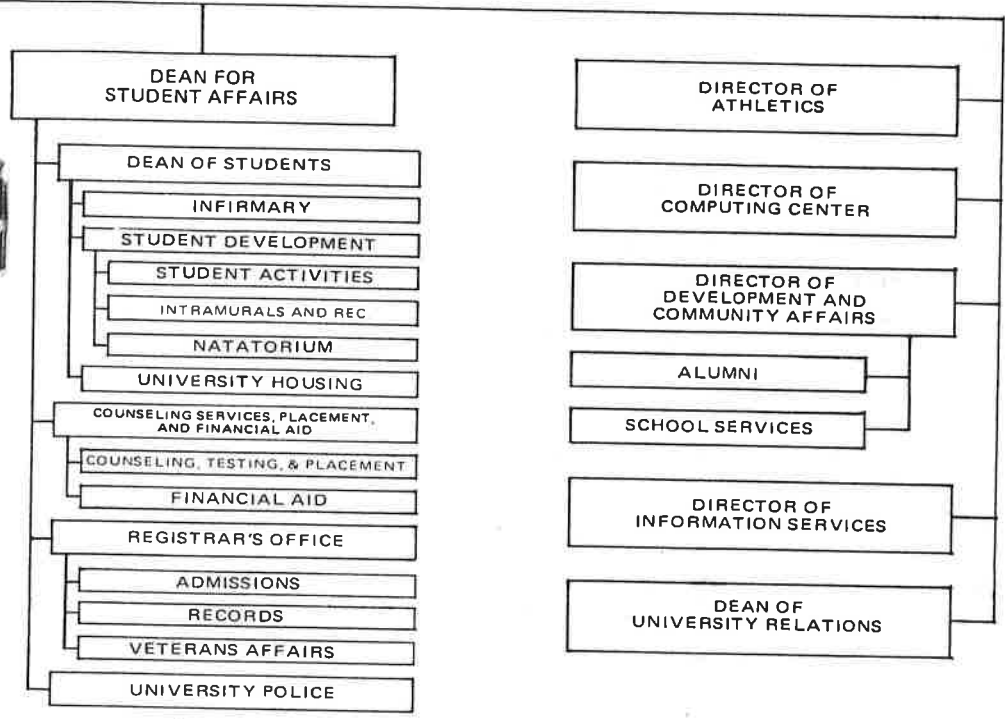 DEAN FOR
STUDENT AFFAIRS
DEAN OF STUDENTS
INFIRMARY
STUDENT DEVELOPMENT
STUDENT ACTIVITIES
INTRAMURALS AND REC
NATATORIUM
UNIVERSITY HOUSING
COUNSELING SERVICES, PLACEMENT,
AND FINANCIAL AID
COUNSELING, TESTING, & PLACEMENT
FINANCIAL AID
REGISTRAR'S OFFICE
ADMISSIONS
RECORDS
VETERANS AFFAIRS
UNIVERSITY POLICE
DIRECTOR OF
ATHLETICS
DIRECTOR OF
COMPUTING CENTER
DIRECTOR OF
DEVELOPMENT AND
COMMUNITY AFFAIRS
ALUMNI
SCHOOL SERVICES
DIRECTOR OF
INFORMATION SERVICES
DEAN OF
UNIVERSITY RELATIONS